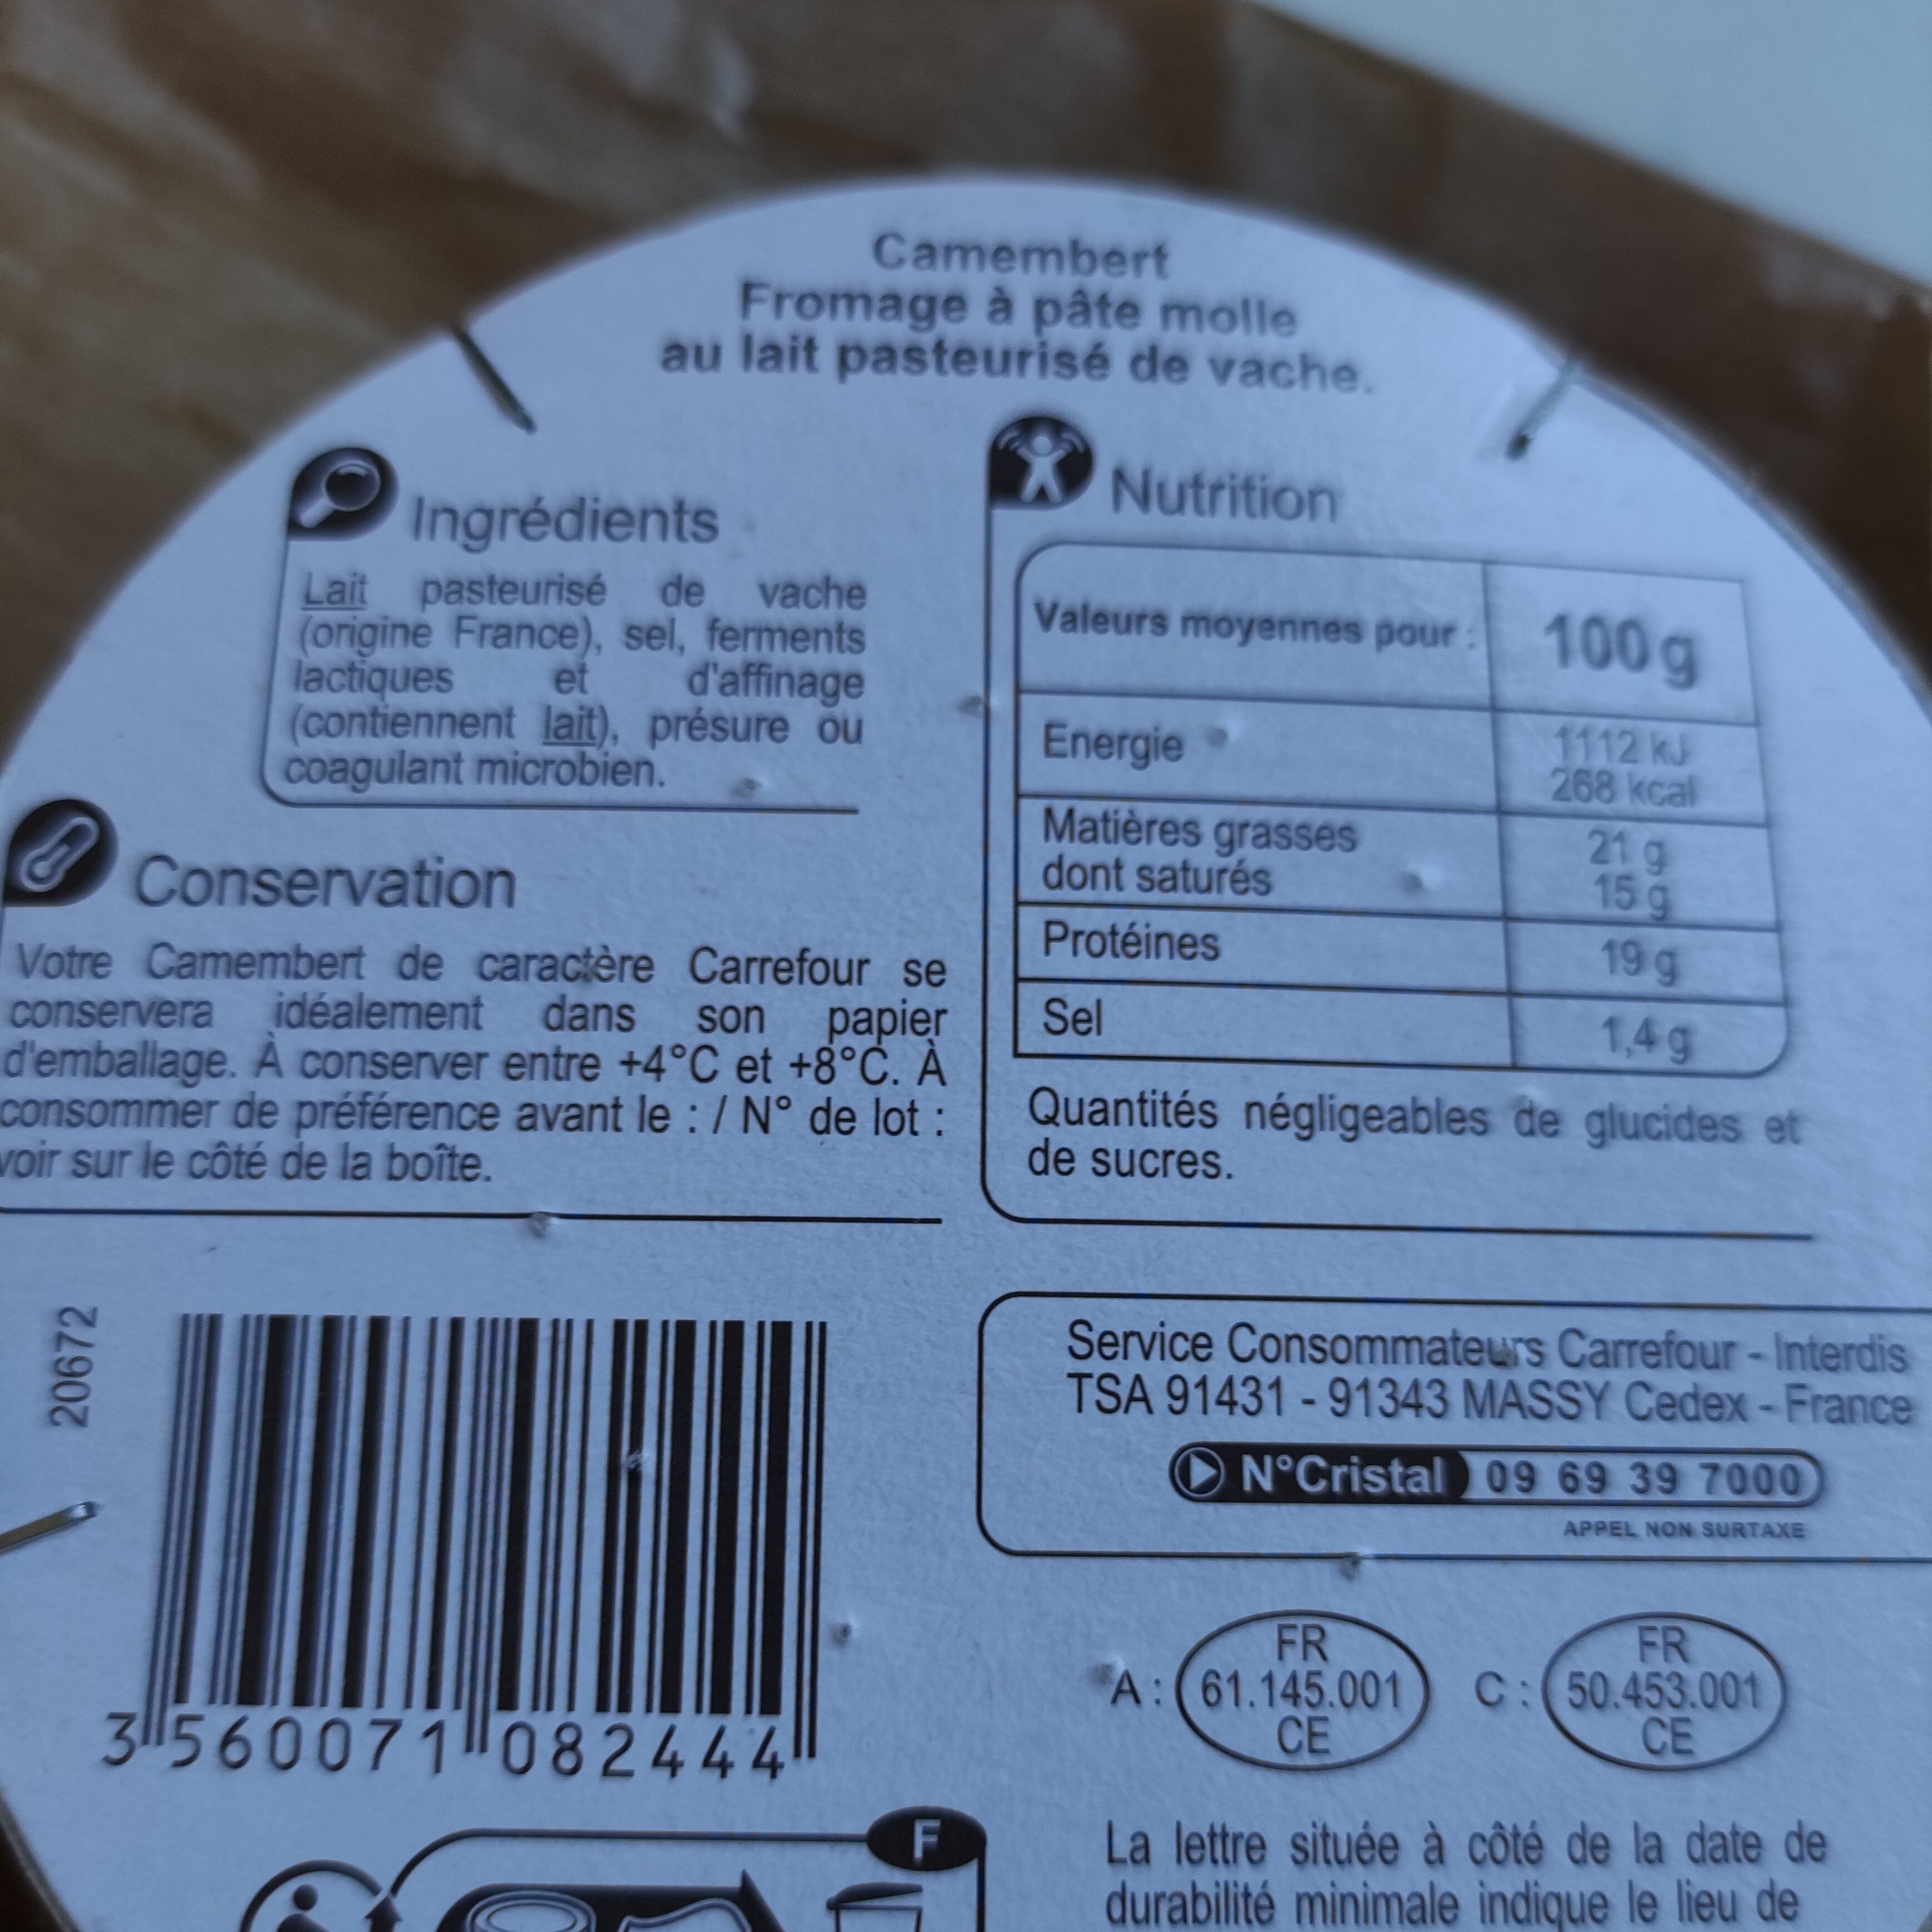 Camembert
Fromage à pâte molle
au lait pasteurisé de vache.
Ingrédients
Lait pasteurisé de vache
(origine France), sel, ferments
lactiques et d'affinage
(contiennent lait), présure ou
coagulant microbien.
Conservation
Votre Camembert de caractère Carrefour se
conservera idéalement dans son papier
d'emballage. À conserver entre +4°C et +8°C. À
consommer de préférence avant le : / N° de lot :
voir sur le côté de la boîte.
Nutrition
Valeurs moyennes pour : 100 g
Energie 1112 kJ
268 kcal
Matières grasses 21 g
dont saturés 15 g
Protéines 19 g
Sel 1,4 g
Quantités négligeables de glucides et
de sucres.
20672
3 560071 082444
Service Consommateurs Carrefour - Interdis
TSA 91431 - 91343 MASSY Cedex - France
N°Cristal 09 69 39 7000
APPEL NON SURTAXE
A : FR 61.145.001 CE
C : FR 50.453.001 CE
F
La lettre située à côté de la date de
durabilité minimale indique le lieu de